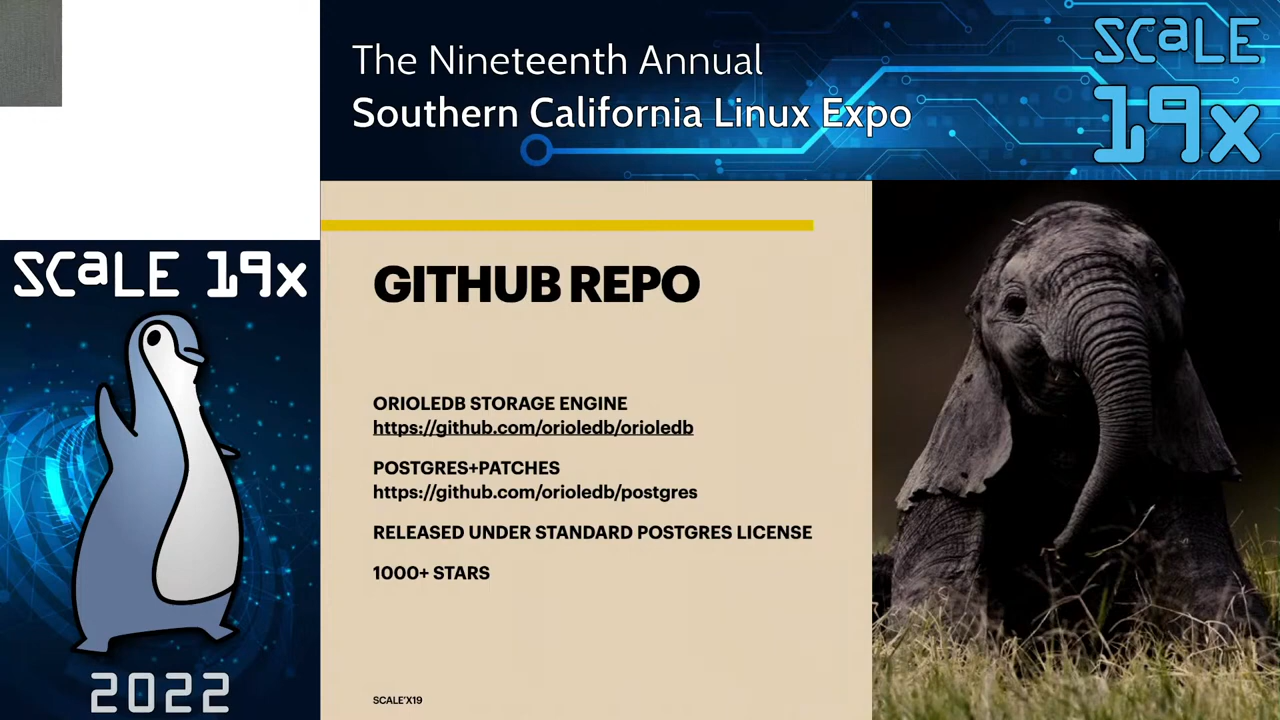 The Nineteenth Annual
Southern California Linux Expo
SCaLE
19x
SCaLE 19x
2022
GITHUB REPO
ORIOLEDB STORAGE ENGINE
https://github.com/orioledb/orioledb
POSTGRES+PATCHES
https://github.com/orioledb/postgres
RELEASED UNDER STANDARD POSTGRES LICENSE
1000+ STARS
SCALE'X19